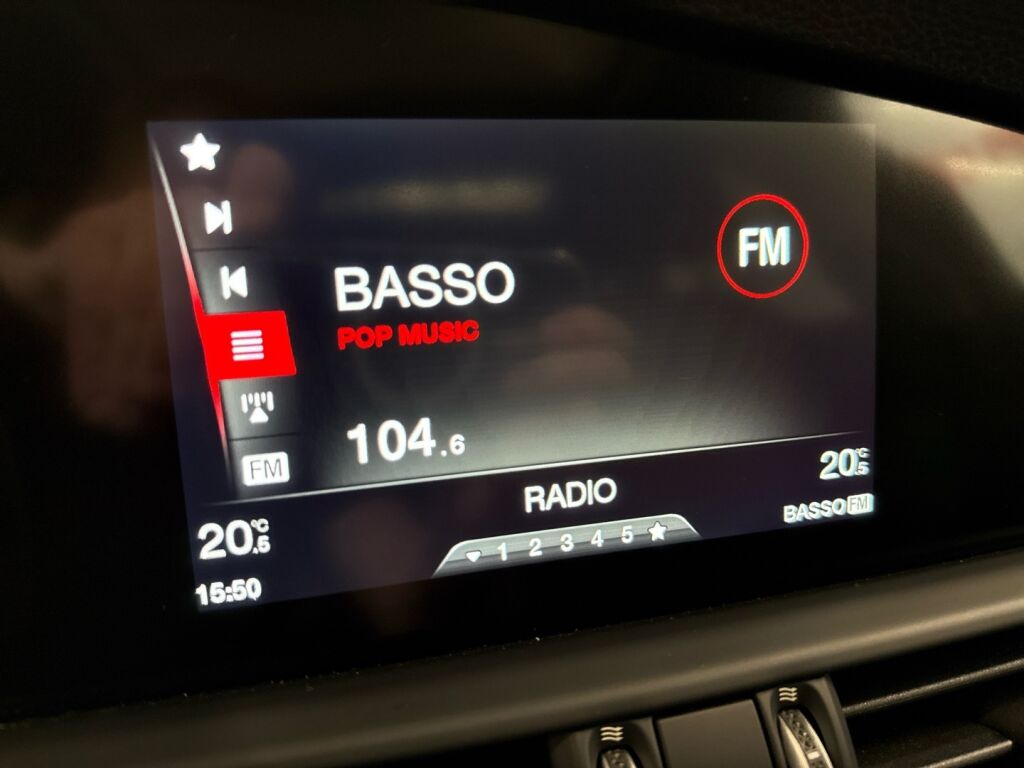 FM
BASSO
POP MUSIC
104.6
FM
RADIO
20.5°C
20.5°C
BASSO FM
1 2 3 4 5
15:50